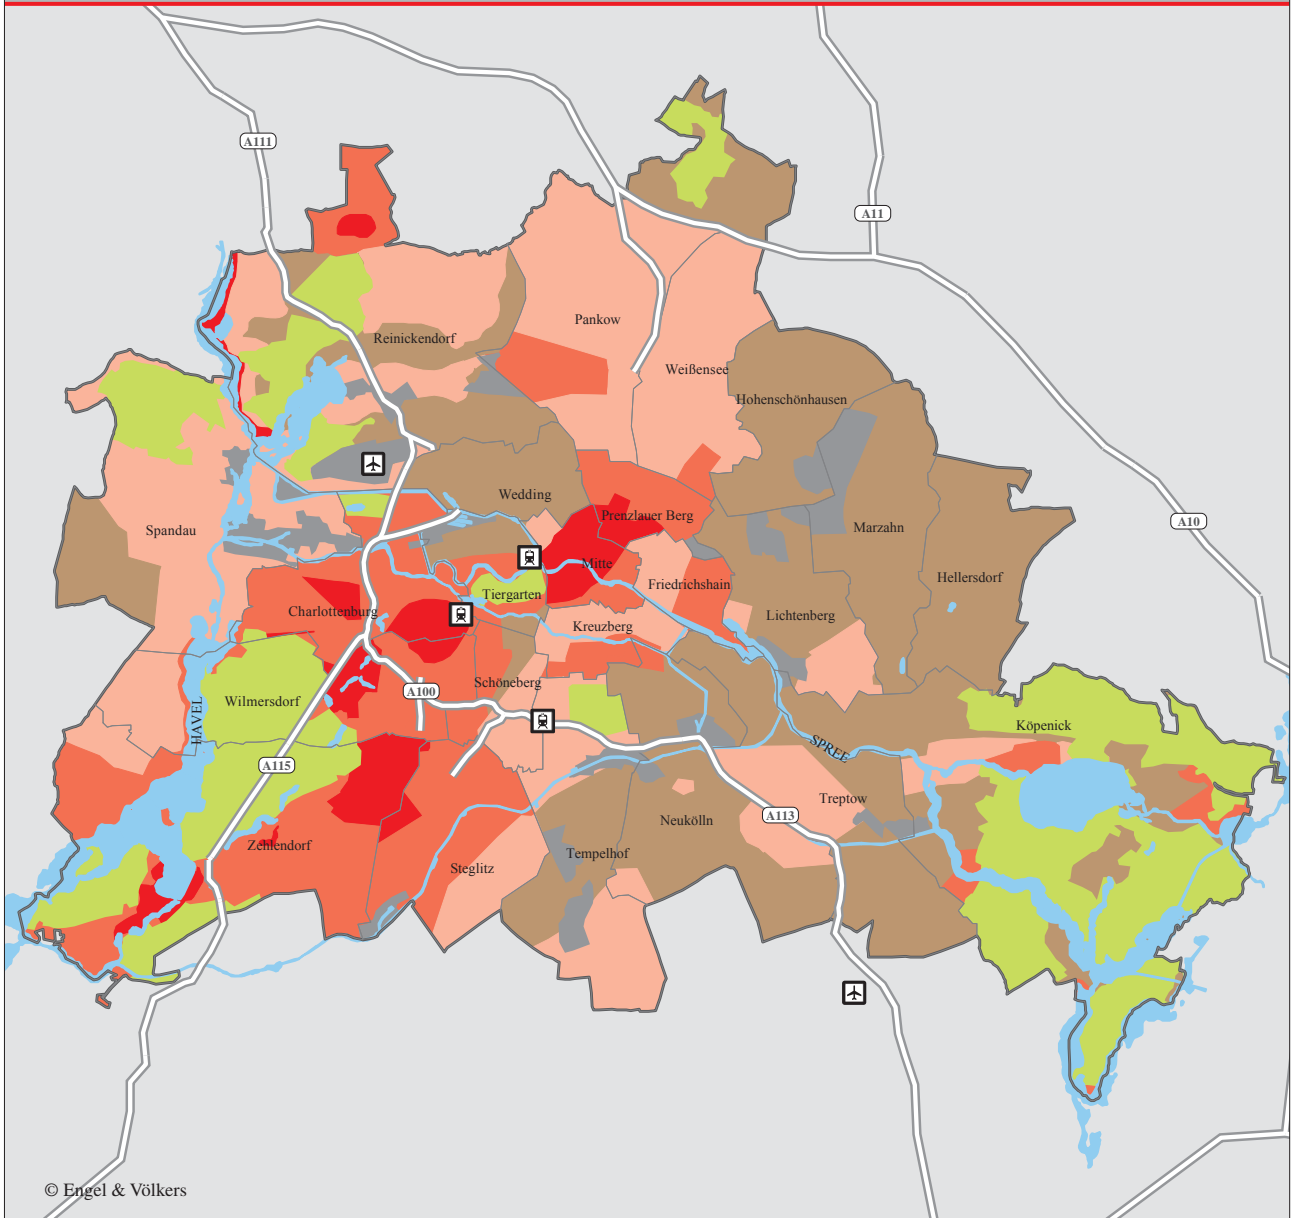 A111
A11
Pankow
Reinickendorf
Weißensee
Hohenschönhausen
Wedding
Prenzlauer Berg
A10
Spandau
Marzahn
Mitte
Hellersdorf
Friedrichshain
Tiergarten
Charlottenburg
Lichtenberg
Kreuzberg
Schöneberg
A100
Wilmersdorf
HAVEL
Köpenick
SPREE
A115
Treptow
A113
Neukölln
Zehlendorf
Tempelhof
Steglitz
© Engel & Völkers